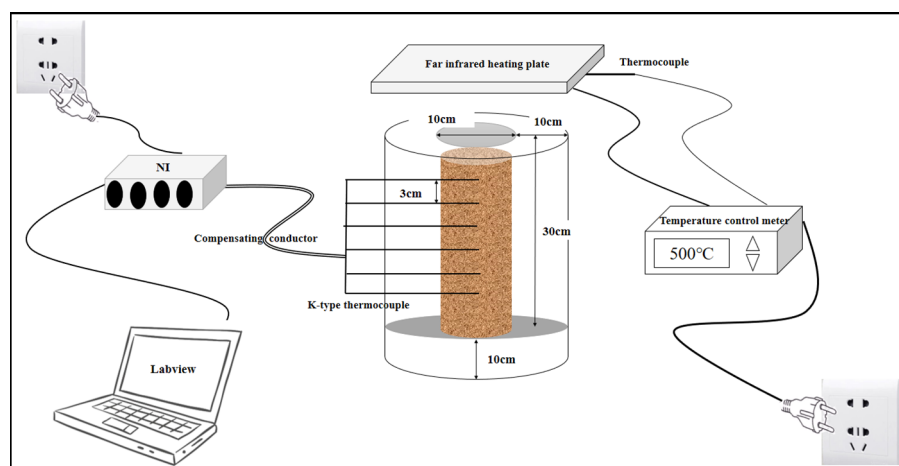 Far infrared heating plate
Thermocouple
10cm
10cm
NI
3cm
Compensating conductor
30cm
Temperature control meter
500°C
K-type thermocouple
10cm
Labview